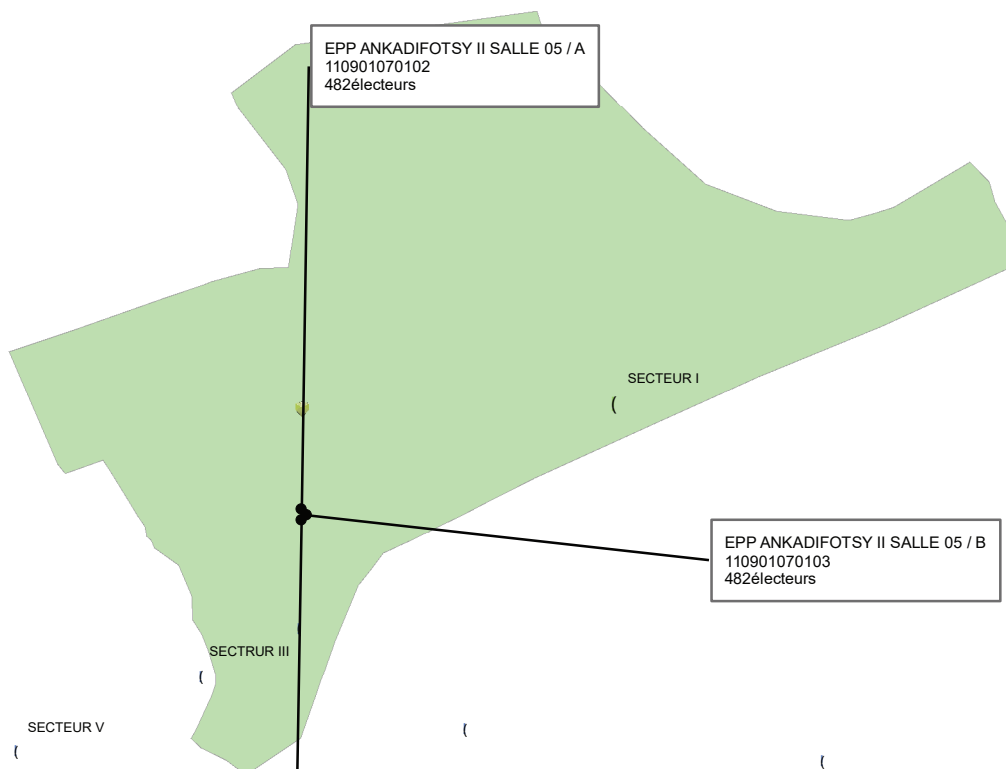 EPP ANKADIFOTSY II SALLE 05 / A
110901070102
482électeurs
SECTEUR I
EPP ANKADIFOTSY II SALLE 05 / B
110901070103
482électeurs
SECTRUR III
SECTEUR V